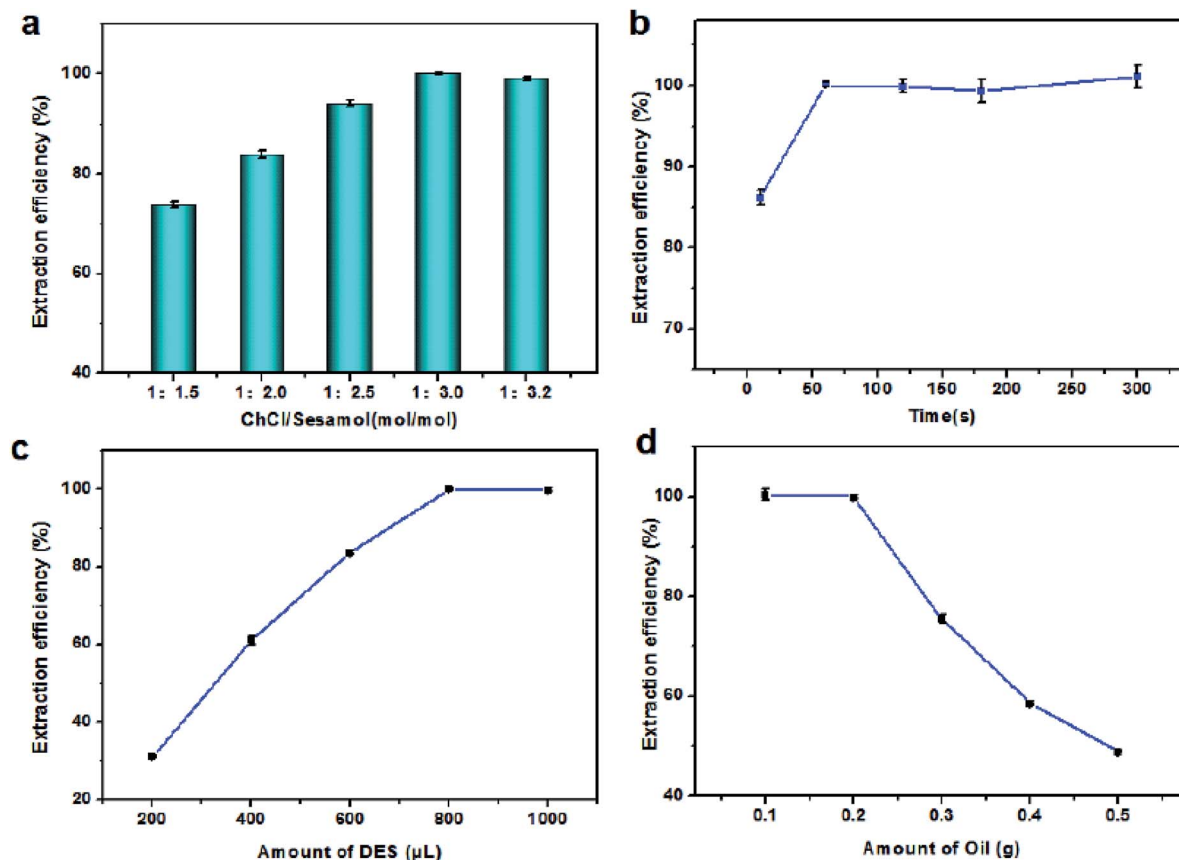 a
Extraction efficiency (%)
100
80
60
40
1：1.5 1：2.0 1：2.5 1：3.0 1：3.2
ChCl/Sesamol(mol/mol)
b
Extraction efficiency (%)
100
90
80
70
0 50 100 150 200 250 300
Time(s)
c
Extraction efficiency (%)
100
80
60
40
20
200 400 600 800 1000
Amount of DES (μL)
d
Extraction efficiency (%)
100
80
60
40
0.1 0.2 0.3 0.4 0.5
Amount of Oil (g)